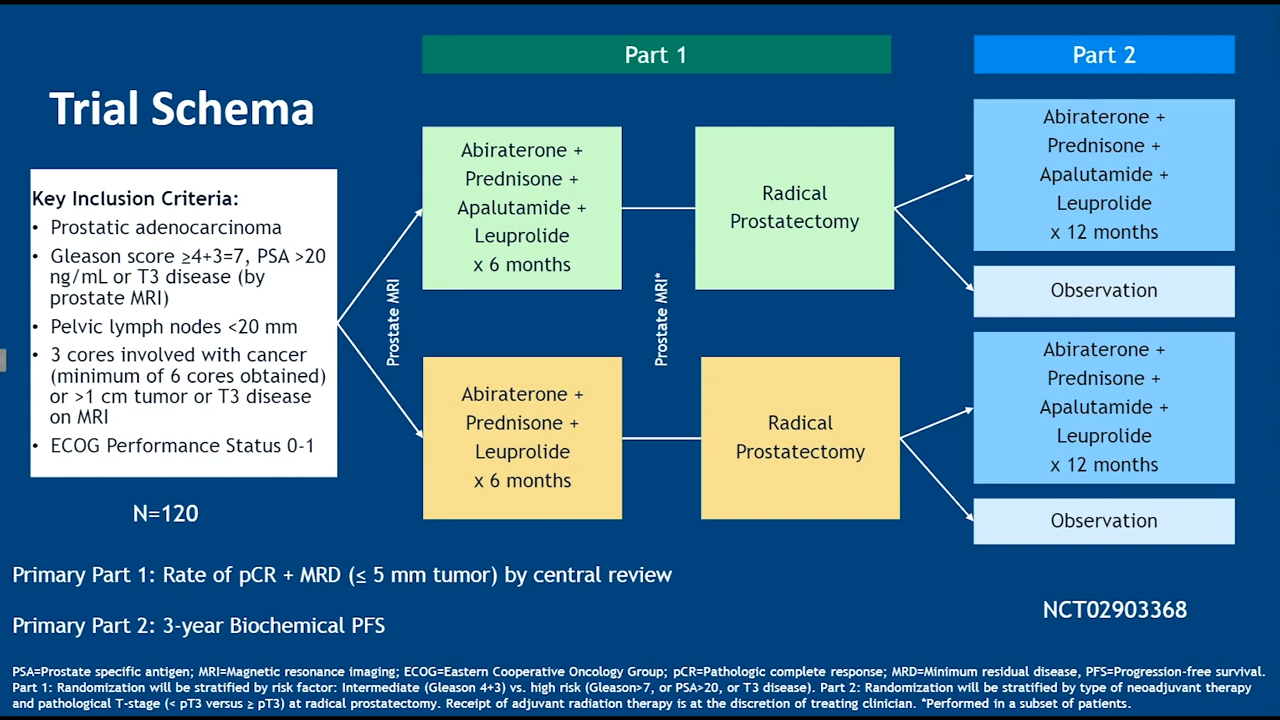 Part 1
Part 2
Trial Schema
Key Inclusion Criteria:
• Prostatic adenocarcinoma
• Gleason score ≥4+3=7, PSA >20
ng/mL or T3 disease (by
prostate MRI)
• Pelvic lymph nodes <20 mm
• 3 cores involved with cancer
(minimum of 6 cores obtained)
or >1 cm tumor or T3 disease
on MRI
• ECOG Performance Status 0-1
N=120
Prostate MRI
Abiraterone +
Prednisone +
Apalutamide +
Leuprolide
x 6 months
Abiraterone +
Prednisone +
Leuprolide
x 6 months
Prostate MRI*
Radical
Prostatectomy
Radical
Prostatectomy
Abiraterone +
Prednisone +
Apalutamide +
Leuprolide
x 12 months
Observation
Abiraterone +
Prednisone +
Apalutamide +
Leuprolide
x 12 months
Observation
Primary Part 1: Rate of pCR + MRD (≤ 5 mm tumor) by central review
Primary Part 2: 3-year Biochemical PFS
NCT02903368
PSA=Prostate specific antigen; MRI=Magnetic resonance imaging; ECOG=Eastern Cooperative Oncology Group; pCR=Pathologic complete response; MRD=Minimum residual disease, PFS=Progression-free survival.
Part 1: Randomization will be stratified by risk factor: Intermediate (Gleason 4+3) vs. high risk (Gleason>7, or PSA>20, or T3 disease). Part 2: Randomization will be stratified by type of neoadjuvant therapy
and pathological T-stage (< pT3 versus ≥ pT3) at radical prostatectomy. Receipt of adjuvant radiation therapy is at the discretion of treating clinician. *Performed in a subset of patients.